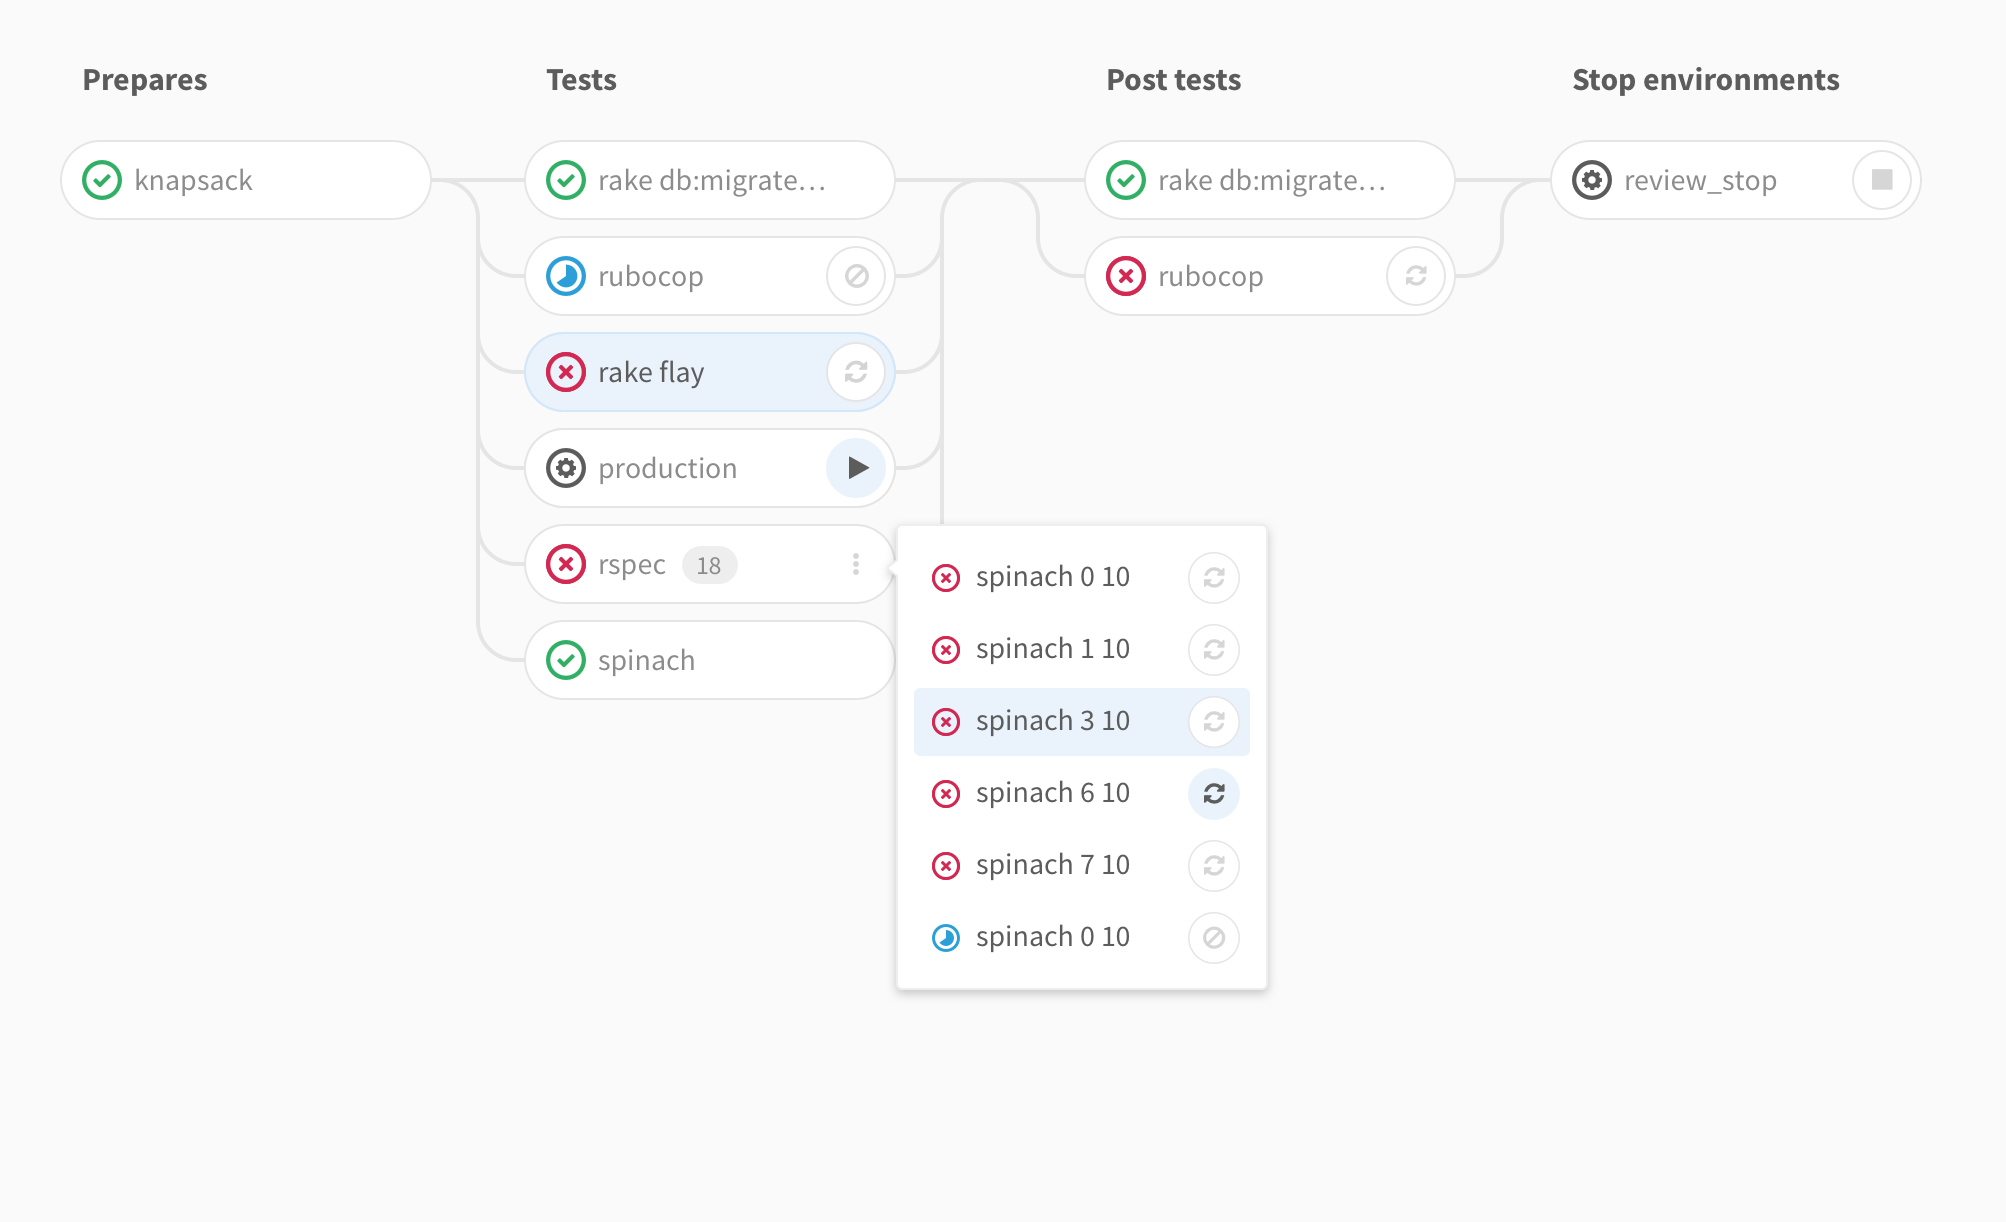 Prepares
knapsack
Tests
rake db:migrate...
rubocop
rake flay
production
rspec 18
spinach
spinach 0 10
spinach 1 10
spinach 3 10
spinach 6 10
spinach 7 10
spinach 0 10
Post tests
rake db:migrate...
rubocop
Stop environments
review_stop